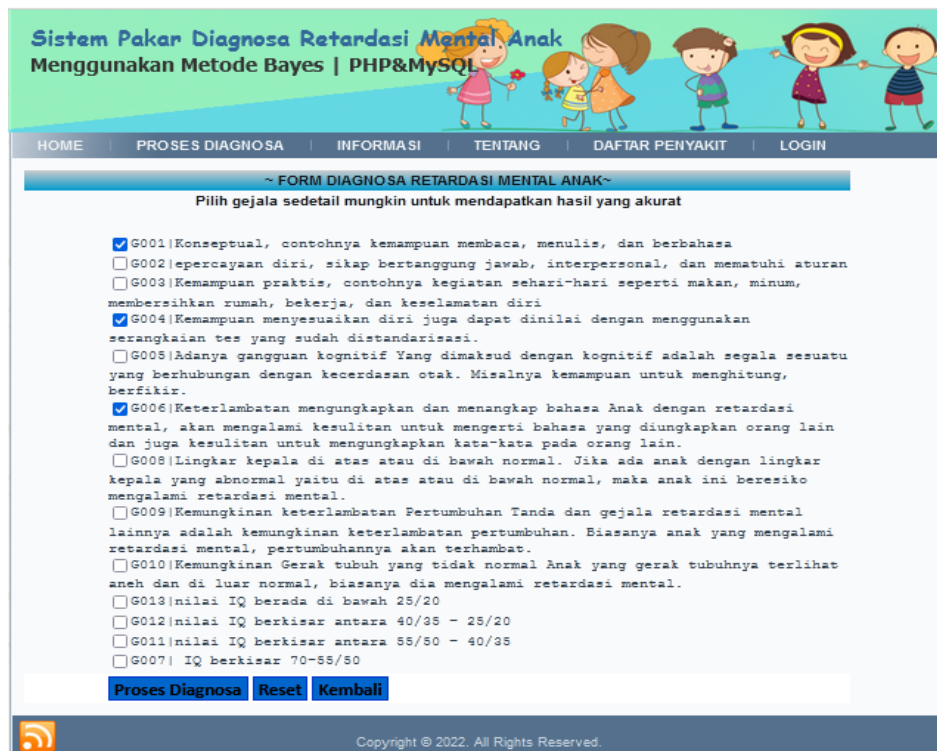 Sistem Pakar Diagnosa Retardasi Mental Anak
Menggunakan Metode Bayes | PHP&MySQL
HOME | PROSES DIAGNOSA | INFORMASI | TENTANG | DAFTAR PENYAKIT | LOGIN
~ FORM DIAGNOSA RETARDASI MENTAL ANAK~
Pilih gejala sedetail mungkin untuk mendapatkan hasil yang akurat
G001|Konseptual, contohnya kemampuan membaca, menulis, dan berbahasa
G002|epercayaan diri, sikap bertanggung jawab, interpersonal, dan mematuhi aturan
G003|Kemampuan praktis, contohnya kegiatan sehari-hari seperti makan, minum,
membersihkan rumah, bekerja, dan keselamatan diri
G004|Kemampuan menyesuaikan diri juga dapat dinilai dengan menggunakan
serangkaian tes yang sudah distandarisasi.
G005|Adanya gangguan kognitif Yang dimaksud dengan kognitif adalah segala sesuatu
yang berhubungan dengan kecerdasan otak. Misalnya kemampuan untuk menghitung,
berfikir.
G006|Keterlambatan mengungkapkan dan menangkap bahasa Anak dengan retardasi
mental, akan mengalami kesulitan untuk mengerti bahasa yang diungkapkan orang lain
dan juga kesulitan untuk mengungkapkan kata-kata pada orang lain.
G008|Lingkar kepala di atas atau di bawah normal. Jika ada anak dengan lingkar
kepala yang abnormal yaitu di atas atau di bawah normal, maka anak ini beresiko
mengalami retardasi mental.
G009|Kemungkinan keterlambatan Pertumbuhan Tanda dan gejala retardasi mental
lainnya adalah kemungkinan keterlambatan pertumbuhan. Biasanya anak yang mengalami
retardasi mental, pertumbuhannya akan terhambat.
G010|Kemungkinan Gerak tubuh yang tidak normal Anak yang gerak tubuhnya terlihat
aneh dan di luar normal, biasanya dia mengalami retardasi mental.
G013|nilai IQ berada di bawah 25/20
G012|nilai IQ berkisar antara 40/35 - 25/20
G011|nilai IQ berkisar antara 55/50 - 40/35
G007| IQ berkisar 70-55/50
Proses Diagnosa Reset Kembali
Copyright © 2022. All Rights Reserved.